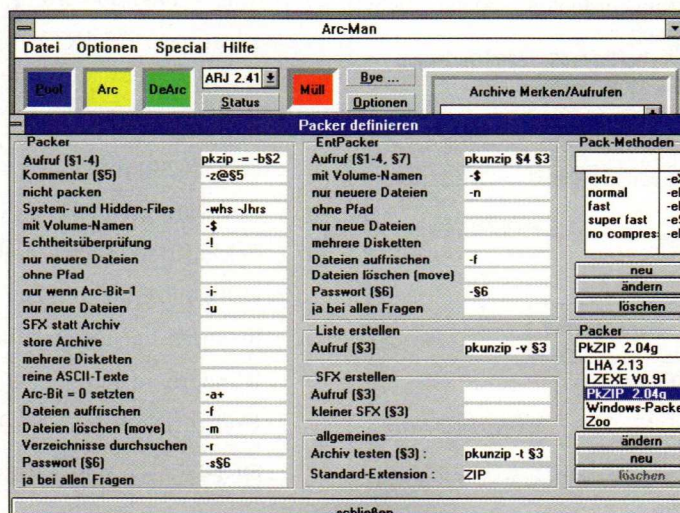 Arc-Man
Datei Optionen Special Hilfe
Pool
Arc
DeArc
ARJ 2.41
Status
Müll
Bye ...
Optionen
Archive Merken/Aufrufen
Packer definieren
Packer
Aufruf (§1-4) pkzip -= -b§2
Kommentar (§5) -z@§5
nicht packen
System- und Hidden-Files -whs -Jhrs
mit Volume-Namen -$
Echtheitsüberprüfung -!
nur neuere Dateien
ohne Pfad
nur wenn Arc-Bit=1 -i-
nur neue Dateien -u
SFX statt Archiv
store Archive
mehrere Disketten
reine ASCII-Texte
Arc-Bit = 0 setzten -a+
Dateien auffrischen -f
Dateien löschen (move) -m
Verzeichnisse durchsuchen -r
Passwort (§6) -s§6
ja bei allen Fragen
EntPacker
Aufruf (§1-4, §7) pkunzip §4 §3
mit Volume-Namen -$
nur neuere Dateien -n
ohne Pfad
nur neue Dateien
mehrere Disketten
Dateien auffrischen -f
Dateien löschen (move)
Passwort (§6) -§6
ja bei allen Fragen
Liste erstellen
Aufruf (§3) pkunzip -v §3
SFX erstellen
Aufruf (§3)
kleiner SFX (§3)
allgemeines
Archiv testen (§3) : pkunzip -t §3
Standard-Extension : ZIP
Pack-Methoden
extra
normal
fast
super fast
no compres:
neu
ändern
löschen
Packer
PkZIP 2.04g
LHA 2.13
LZEXE V0.91
PkZIP 2.04g
Windows-Packe
Zoo
ändern
neu
löschen
schließen